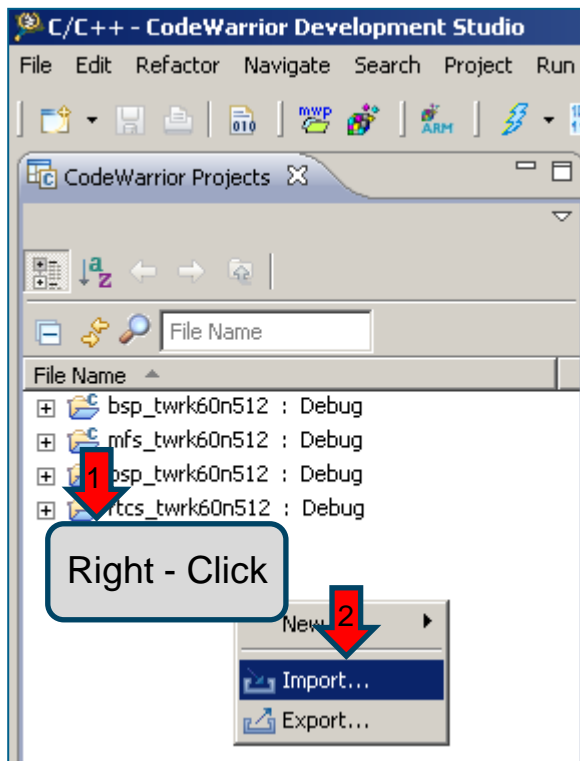 C/C++ - CodeWarrior Development Studio
File Edit Refactor Navigate Search Project Run
010 mwp ARM
CodeWarrior Projects
a z
File Name
File Name
bsp_twrk60n512 : Debug
mfs_twrk60n512 : Debug
1 psp_twrk60n512 : Debug
rtcs_twrk60n512 : Debug
Right - Click
New 2
Import...
Export...